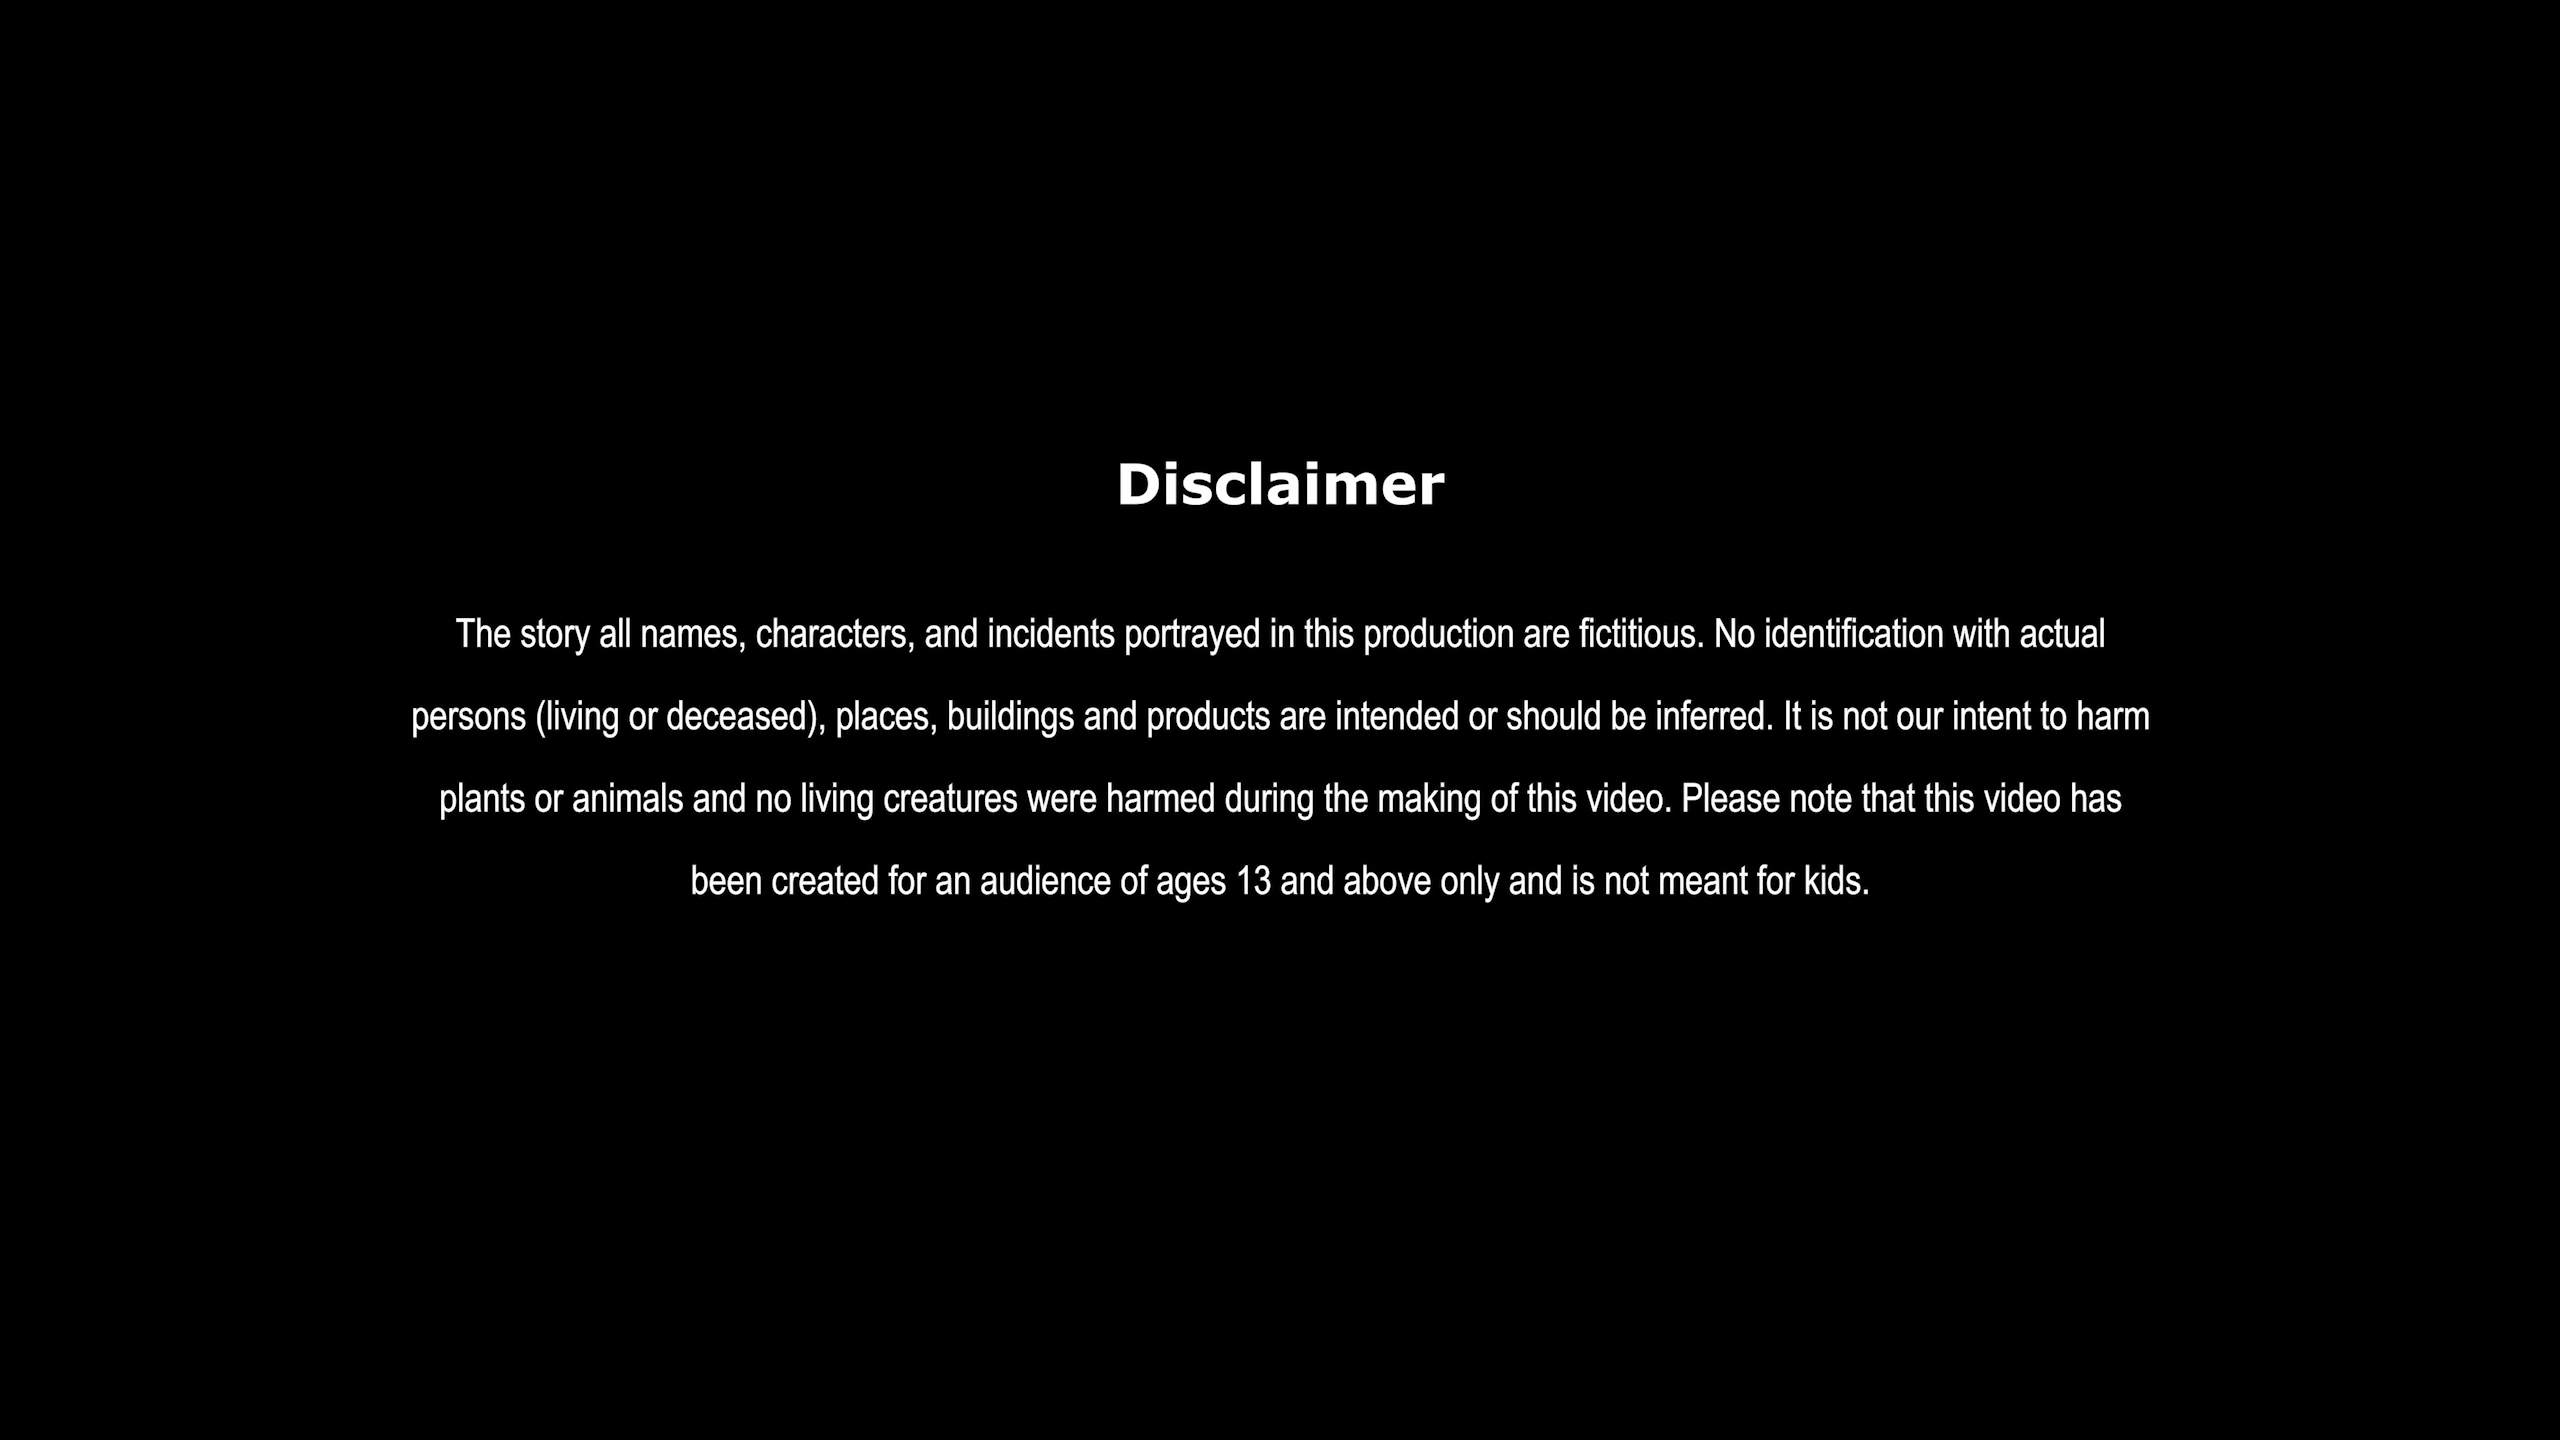 Disclaimer
The story all names, characters, and incidents portrayed in this production are fictitious. No identification with actual
persons (living or deceased), places, buildings and products are intended or should be inferred. It is not our intent to harm
plants or animals and no living creatures were harmed during the making of this video. Please note that this video has
been created for an audience of ages 13 and above only and is not meant for kids.